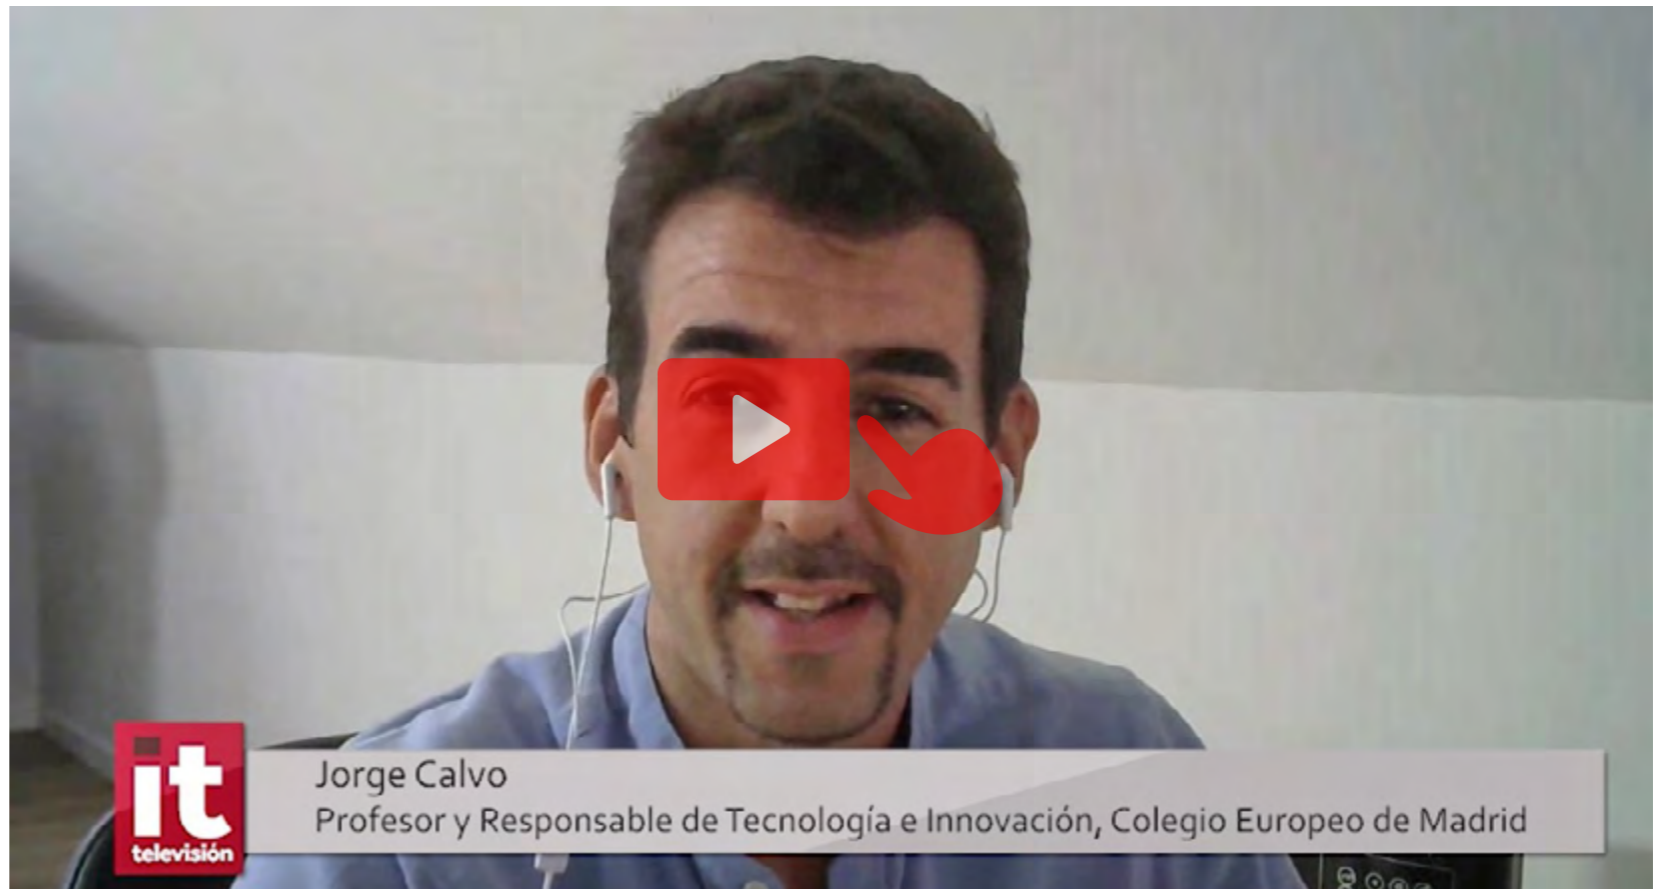 Jorge Calvo
Profesor y Responsable de Tecnología e Innovación, Colegio Europeo de Madrid
it
televisión